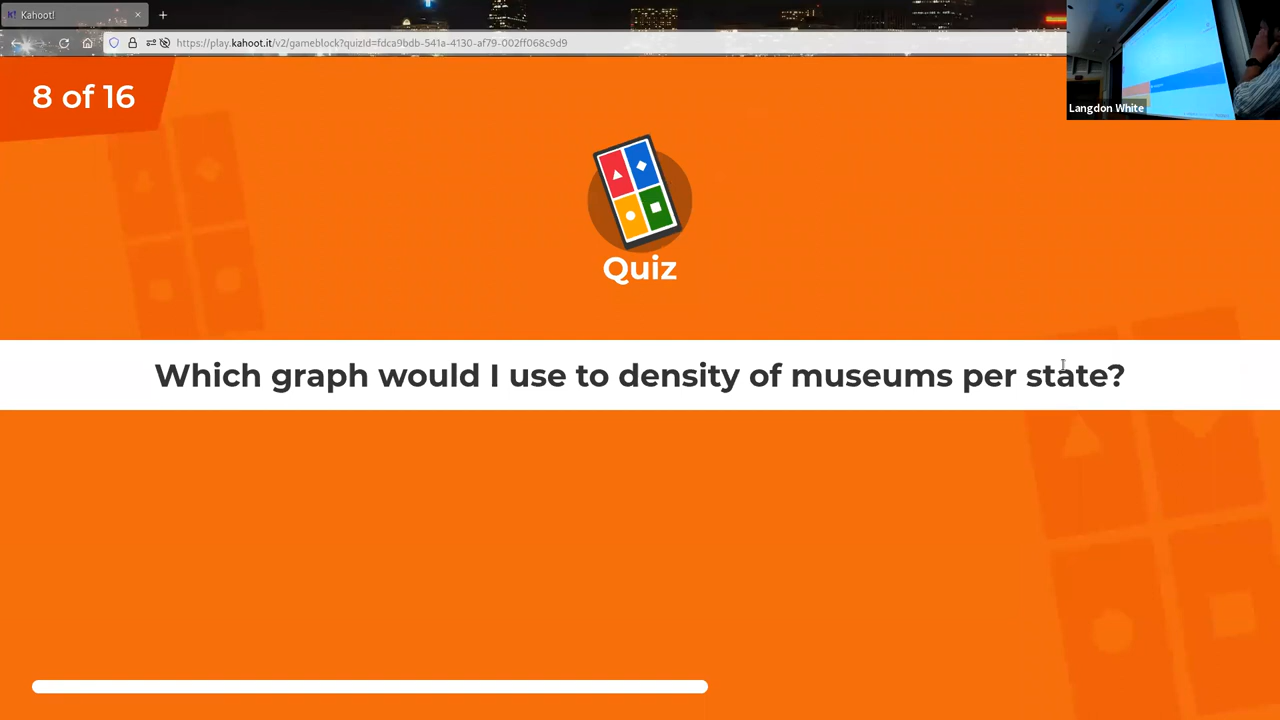 Kahoot!
https://play.kahoot.it/v2/gameblock?quizId=fdca9bdb-541a-4130-af79-002ff068c9d9
Langdon White
8 of 16
Quiz
Which graph would I use to density of museums per state?